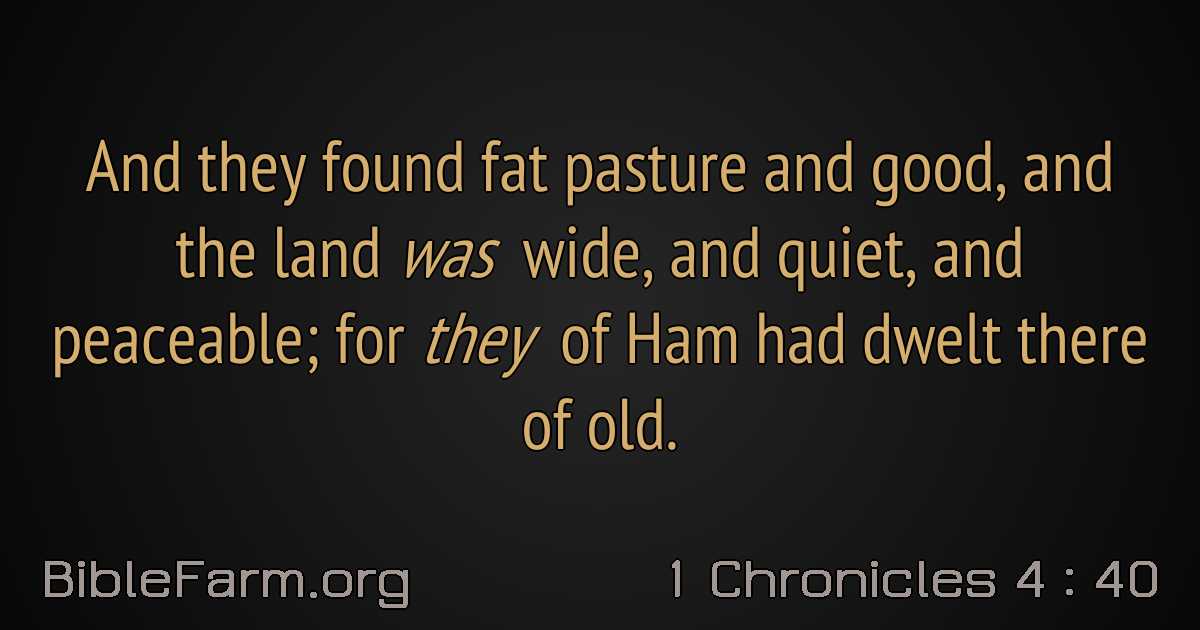 And they found fat pasture and good, and
the land was wide, and quiet, and
peaceable; for they of Ham had dwelt there
of old.
BibleFarm.org
1 Chronicles 4 : 40